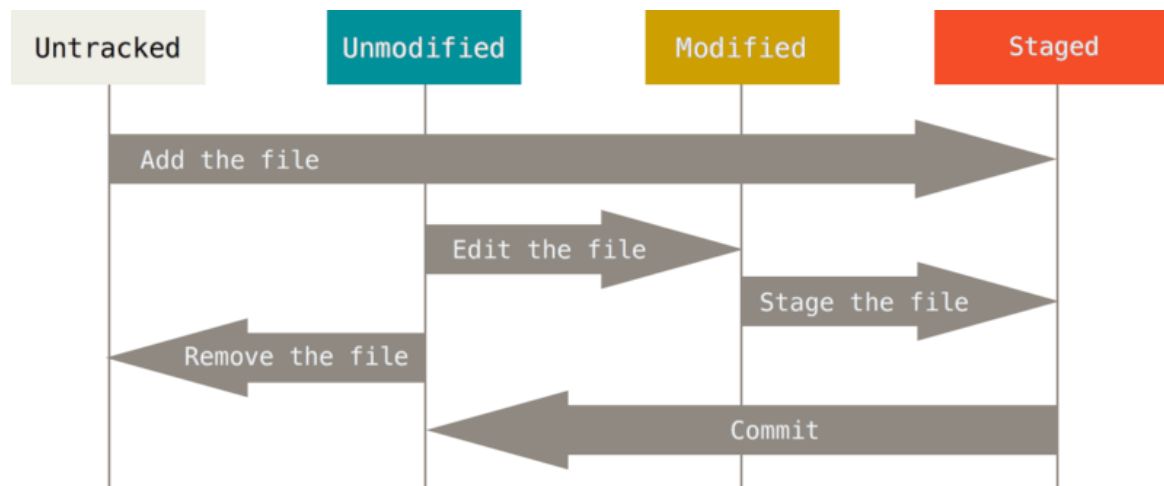 Untracked
Unmodified
Modified
Staged
Add the file
Edit the file
Stage the file
Remove the file
Commit